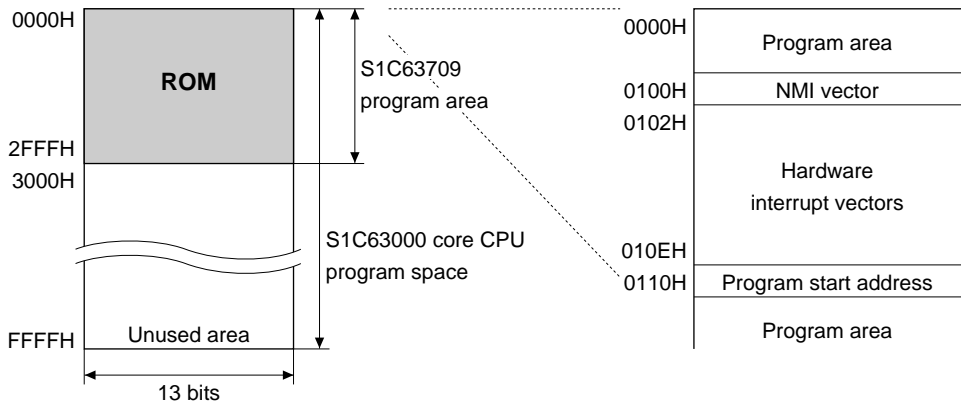 0000H
ROM
S1C63709
program area
2FFFH
3000H
S1C63000 core CPU
program space
FFFFH
Unused area
13 bits
0000H
Program area
0100H
NMI vector
0102H
Hardware
interrupt vectors
010EH
0110H
Program start address
Program area